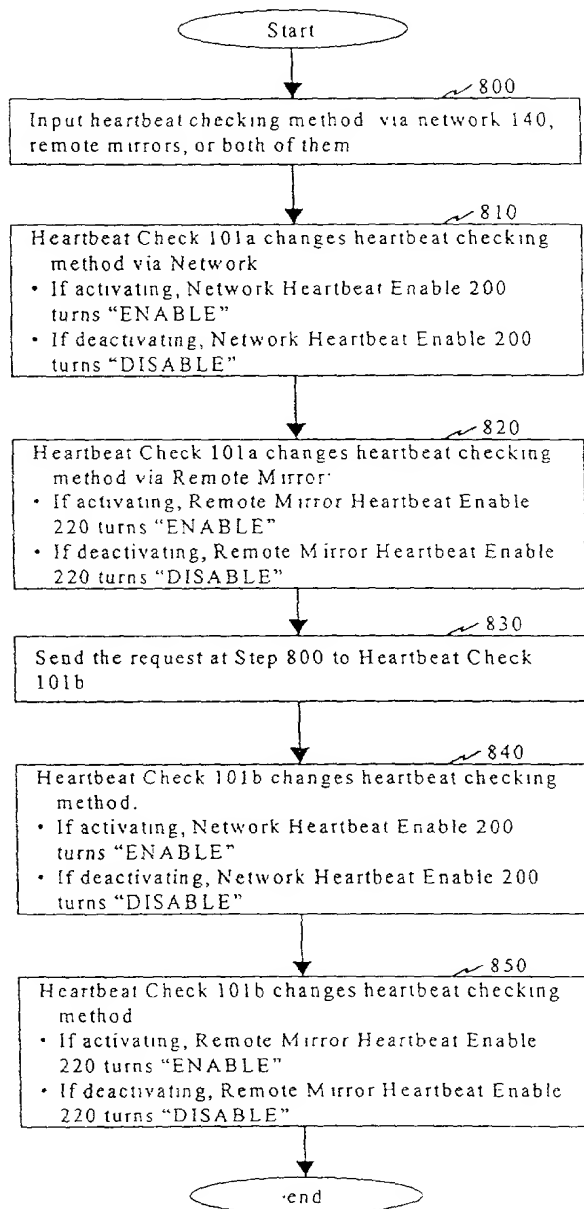 Start
800
Input heartbeat checking method via network 140,
remote mirrors, or both of them
810
Heartbeat Check 101a changes heartbeat checking
method via Network
• If activating, Network Heartbeat Enable 200
turns “ENABLE”
• If deactivating, Network Heartbeat Enable 200
turns “DISABLE”
820
Heartbeat Check 101a changes heartbeat checking
method via Remote Mirror
• If activating, Remote Mirror Heartbeat Enable
220 turns “ENABLE”
• If deactivating, Remote Mirror Heartbeat Enable
220 turns “DISABLE”
830
Send the request at Step 800 to Heartbeat Check
101b
840
Heartbeat Check 101b changes heartbeat checking
method.
• If activating, Network Heartbeat Enable 200
turns “ENABLE”
• If deactivating, Network Heartbeat Enable 200
turns “DISABLE”
850
Heartbeat Check 101b changes heartbeat checking
method
• If activating, Remote Mirror Heartbeat Enable
220 turns “ENABLE”
• If deactivating, Remote Mirror Heartbeat Enable
220 turns “DISABLE”
end